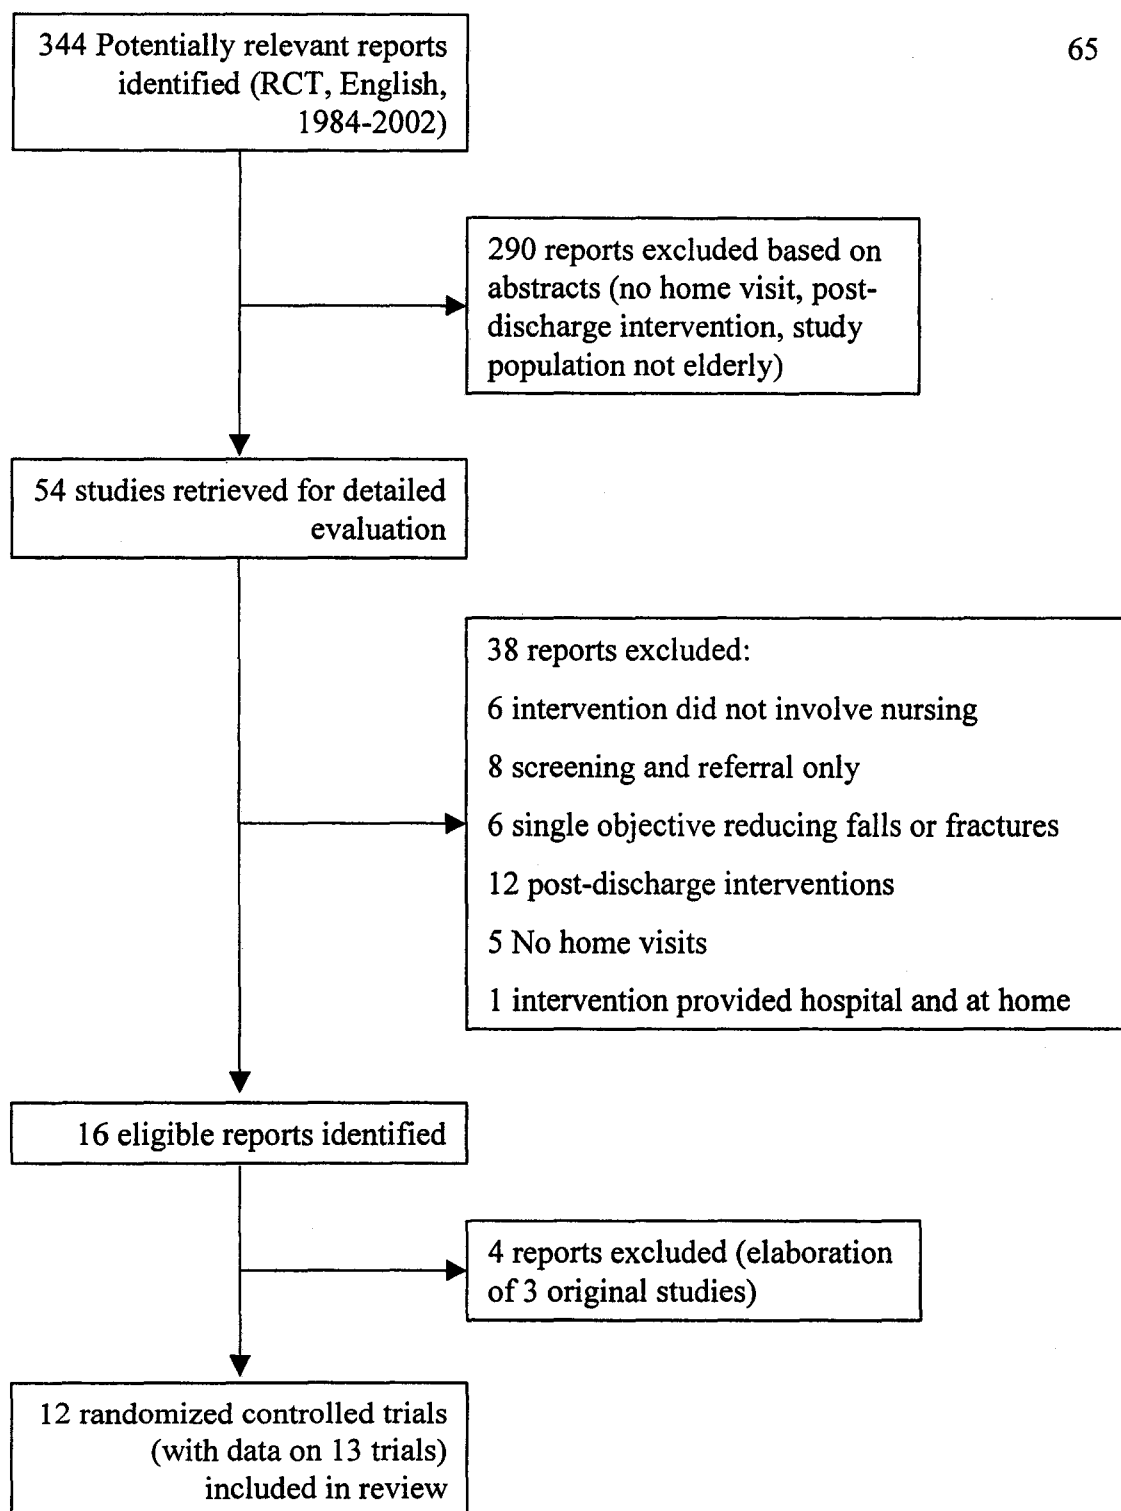 65
344 Potentially relevant reports
identified (RCT, English,
1984-2002)
290 reports excluded based on
abstracts (no home visit, post-
discharge intervention, study
population not elderly)
54 studies retrieved for detailed
evaluation
38 reports excluded:
6 intervention did not involve nursing
8 screening and referral only
6 single objective reducing falls or fractures
12 post-discharge interventions
5 No home visits
1 intervention provided hospital and at home
16 eligible reports identified
4 reports excluded (elaboration
of 3 original studies)
12 randomized controlled trials
(with data on 13 trials)
included in review